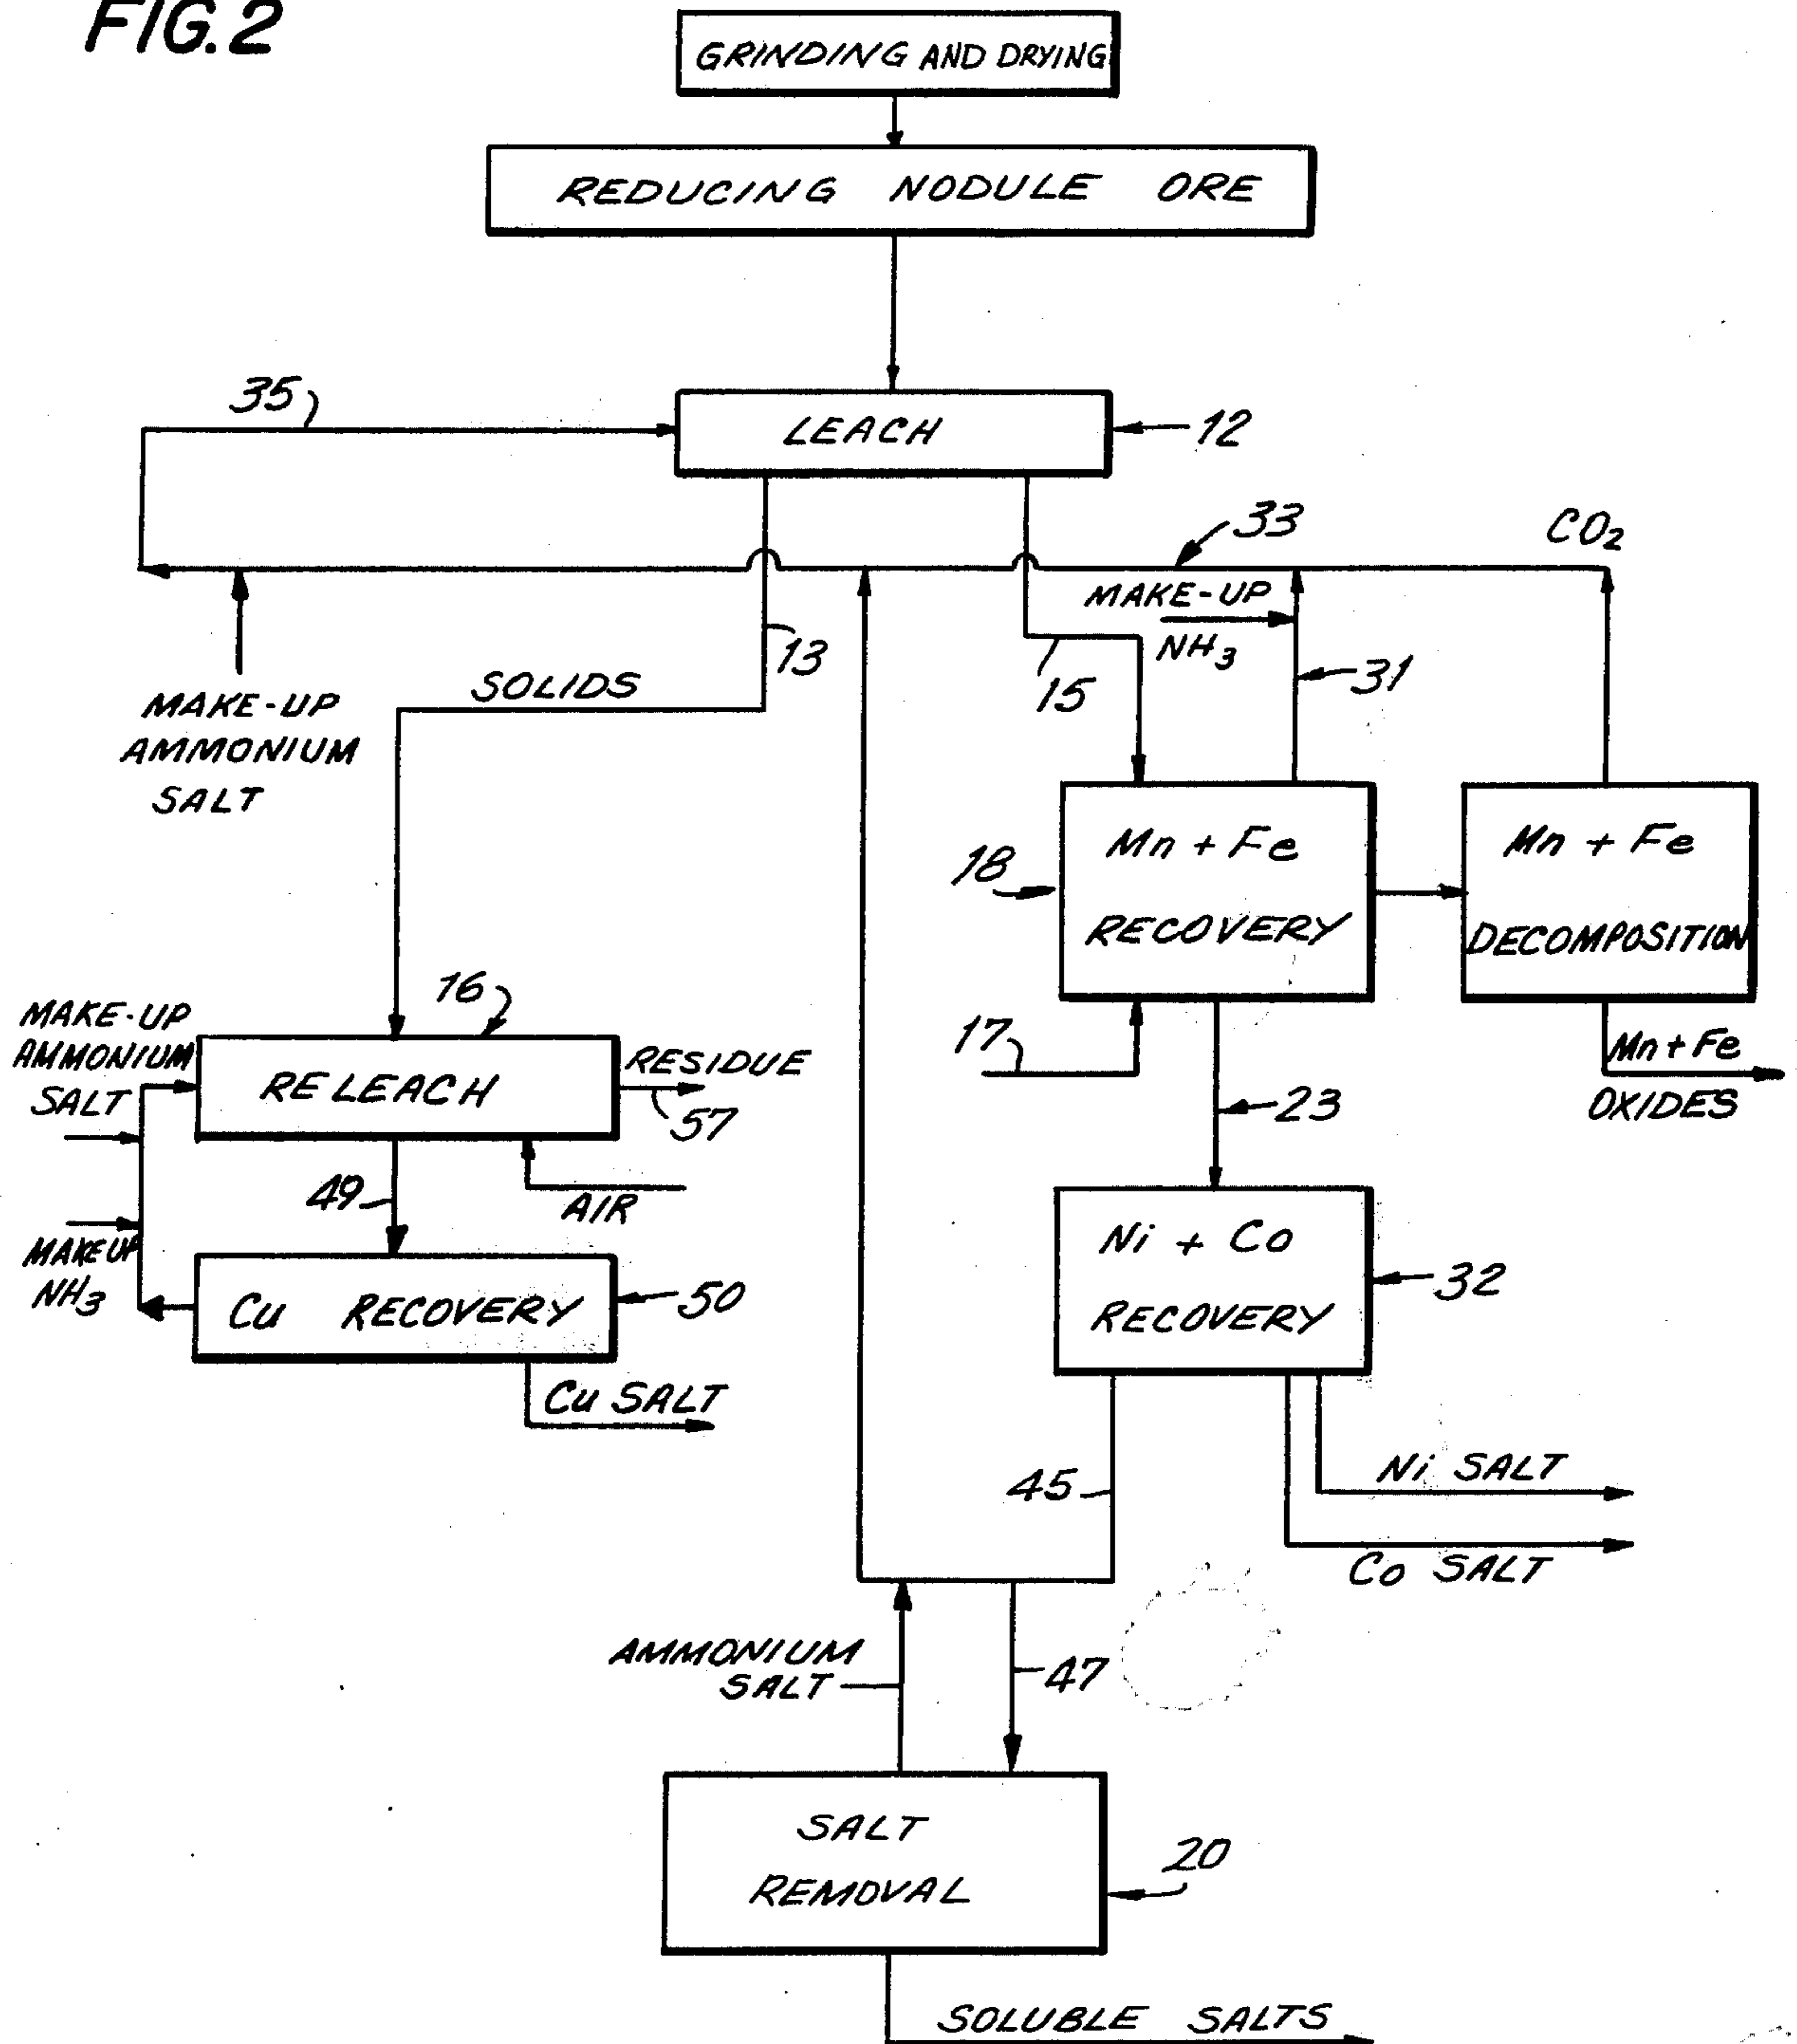 FIG. 2
GRINDING AND DRYING
REDUCING NODULE ORE
35
LEACH
12
33
CO2
MAKE-UP
NH3
13
15
31
SOLIDS
MAKE-UP
AMMONIUM
SALT
18
Mn + Fe
RECOVERY
Mn + Fe
DECOMPOSITION
16
17
MAKE-UP
AMMONIUM
SALT
RELEACH
RESIDUE
57
23
Mn + Fe
OXIDES
49
AIR
MAKEUP
NH3
Cu RECOVERY
50
Ni + Co
RECOVERY
32
Cu SALT
45
Ni SALT
Co SALT
AMMONIUM
SALT
47
SALT
REMOVAL
20
SOLUBLE SALTS